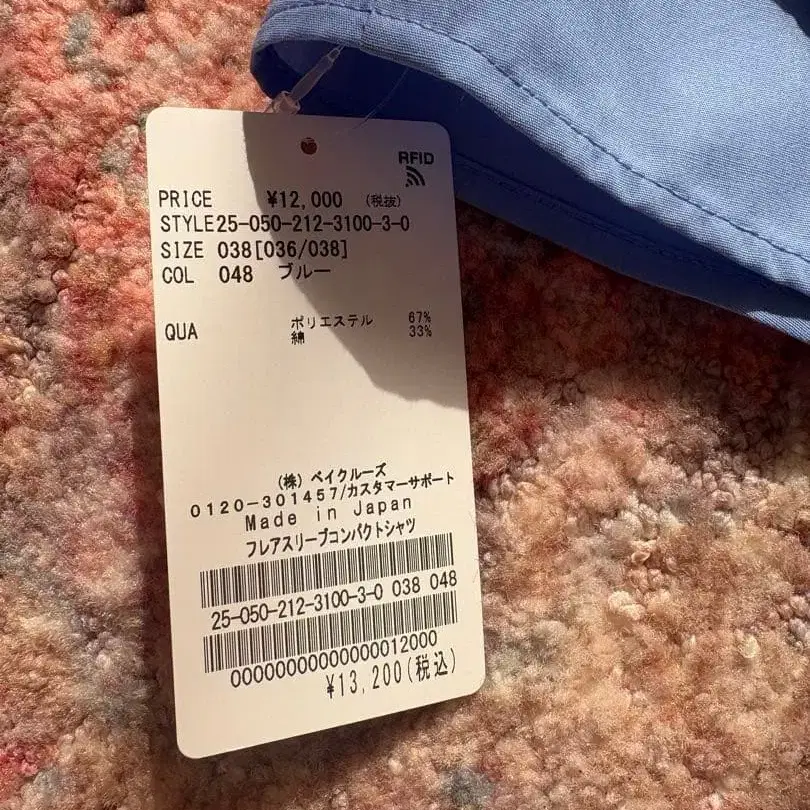 RFID
PRICE ¥12,000 (税抜)
STYLE25-050-212-3100-3-0
SIZE 038[036/038]
COL 048 ブルー
QUA ポリエステル 67%
綿 33%
(株) ベイクルーズ
0120-301457/カスタマーサポート
Made in Japan
フレアスリーブコンパクトシャツ
25-050-212-3100-3-0 038 048
00000000000000012000
¥13,200(税込)